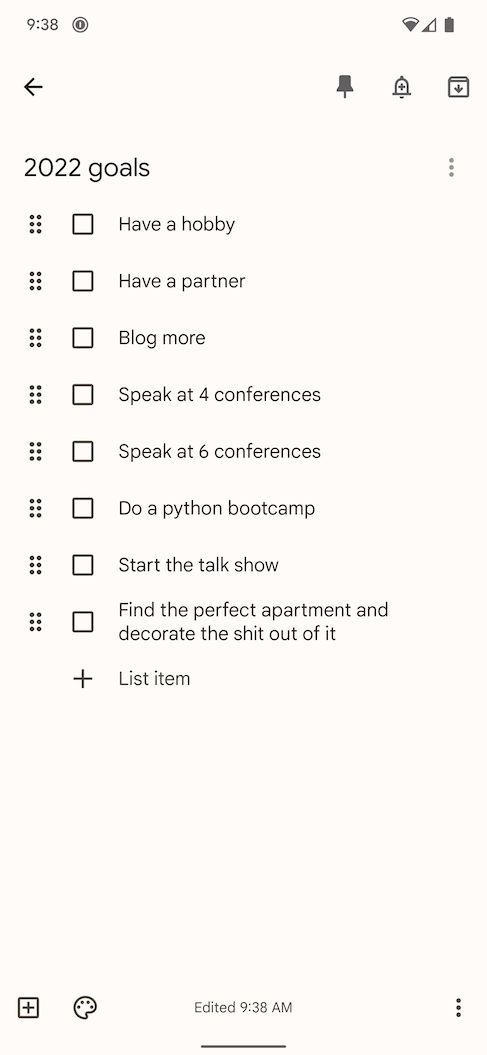 9:38
2022 goals
Have a hobby
Have a partner
Blog more
Speak at 4 conferences
Speak at 6 conferences
Do a python bootcamp
Start the talk show
Find the perfect apartment and
decorate the shit out of it
List item
Edited 9:38 AM